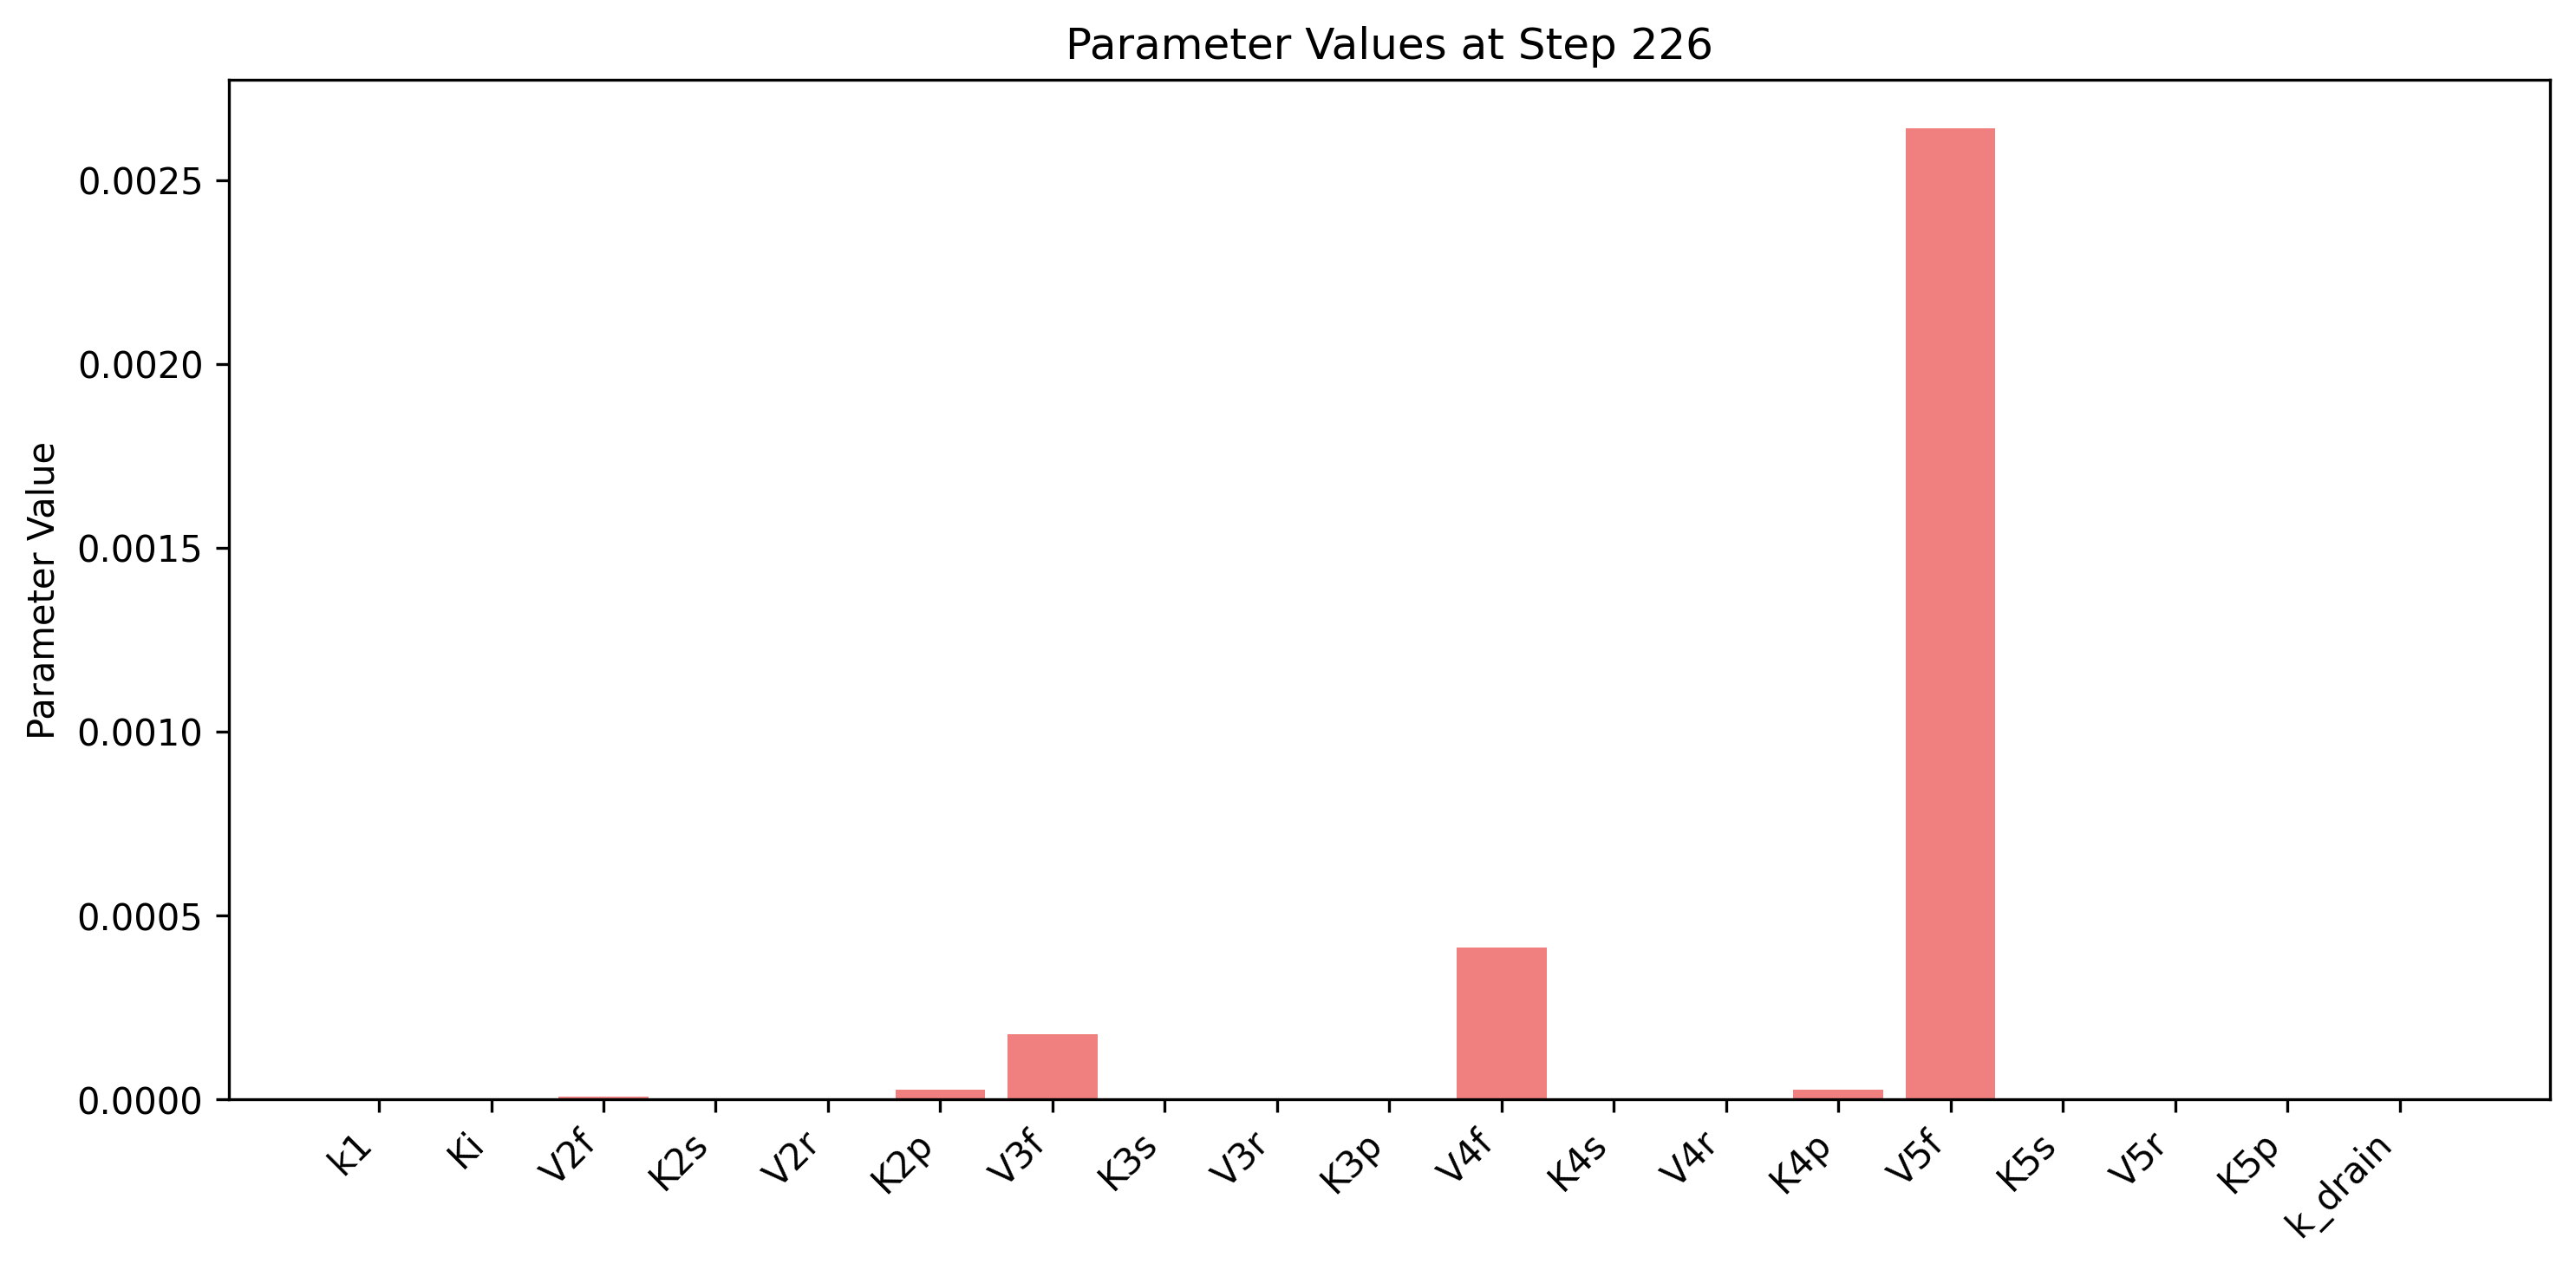 Parameter Values at Step 226
Parameter Value
0.0025
0.0020
0.0015
0.0010
0.0005
0.0000
k1
Ki
V2f
K2s
V2r
K2p
V3f
K3s
V3r
K3p
V4f
K4s
V4r
K4p
V5f
K5s
V5r
K5p
k_drain